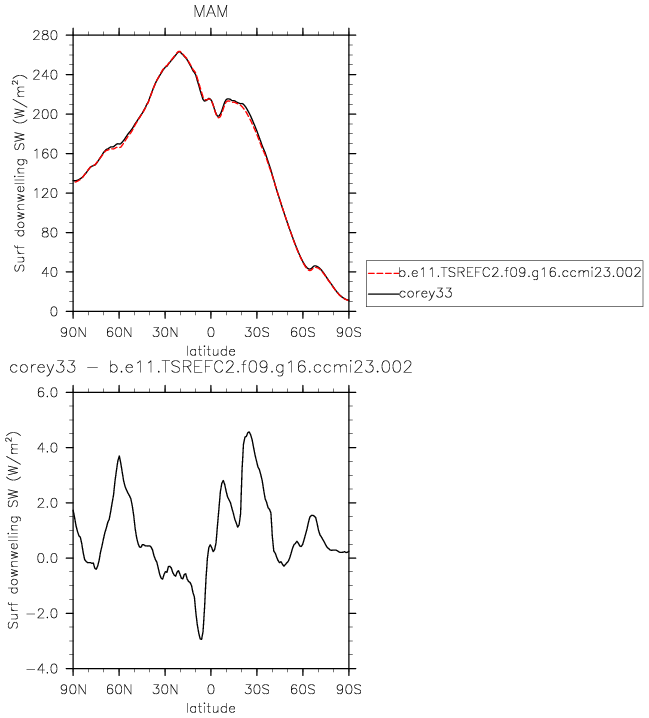 MAM
280
240
200
160
120
80
40
0
Surf downwelling SW (W/m²)
90N 60N 30N 0 30S 60S 90S
latitude
b.e11.TSREFC2.f09.g16.ccmi23.002
corey33
corey33 − b.e11.TSREFC2.f09.g16.ccmi23.002
6.0
4.0
2.0
0.0
−2.0
−4.0
Surf downwelling SW (W/m²)
90N 60N 30N 0 30S 60S 90S
latitude